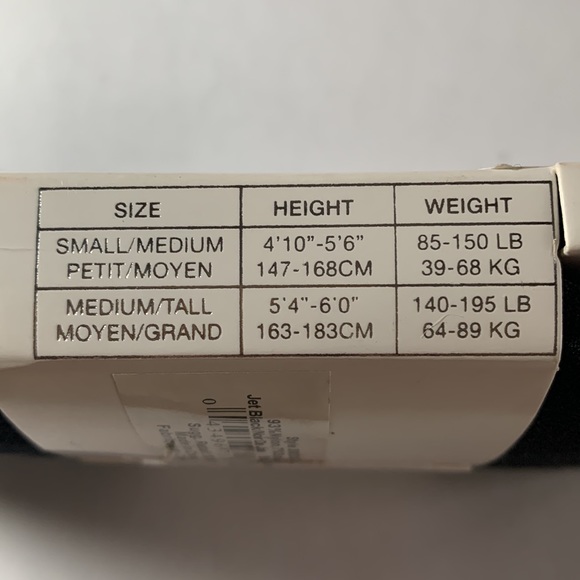 SIZE HEIGHT WEIGHT
SMALL/MEDIUM 4'10"-5'6" 85-150 LB
PETIT/MOYEN 147-168CM 39-68 KG
MEDIUM/TALL 5'4"-6'0" 140-195 LB
MOYEN/GRAND 163-183CM 64-89 KG
Jet Black
0